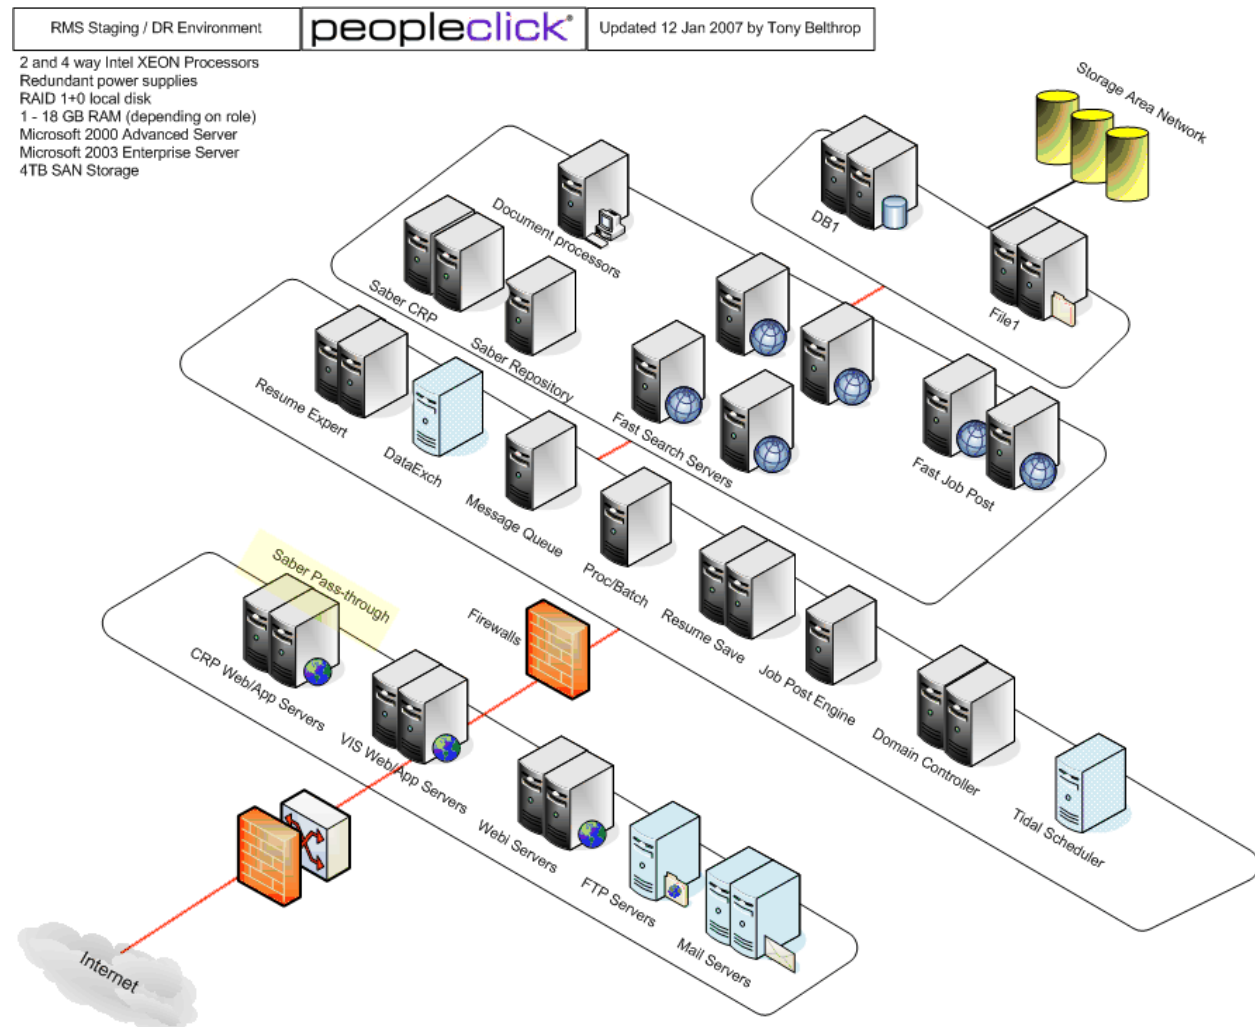 RMS Staging / DR Environment
peopleclick®
Updated 12 Jan 2007 by Tony Belthrop
2 and 4 way Intel XEON Processors
Redundant power supplies
RAID 1+0 local disk
1 - 18 GB RAM (depending on role)
Microsoft 2000 Advanced Server
Microsoft 2003 Enterprise Server
4TB SAN Storage
Storage Area Network
DB1
File1
Document processors
Saber CRP
Saber Repository
Fast Search Servers
Fast Job Post
Resume Expert
DataExch
Message Queue
Proc/Batch
Resume Save
Job Post Engine
Domain Controller
Tidal Scheduler
Saber Pass-through
Firewalls
CRP Web/App Servers
VIS Web/App Servers
Webi Servers
FTP Servers
Mail Servers
Internet